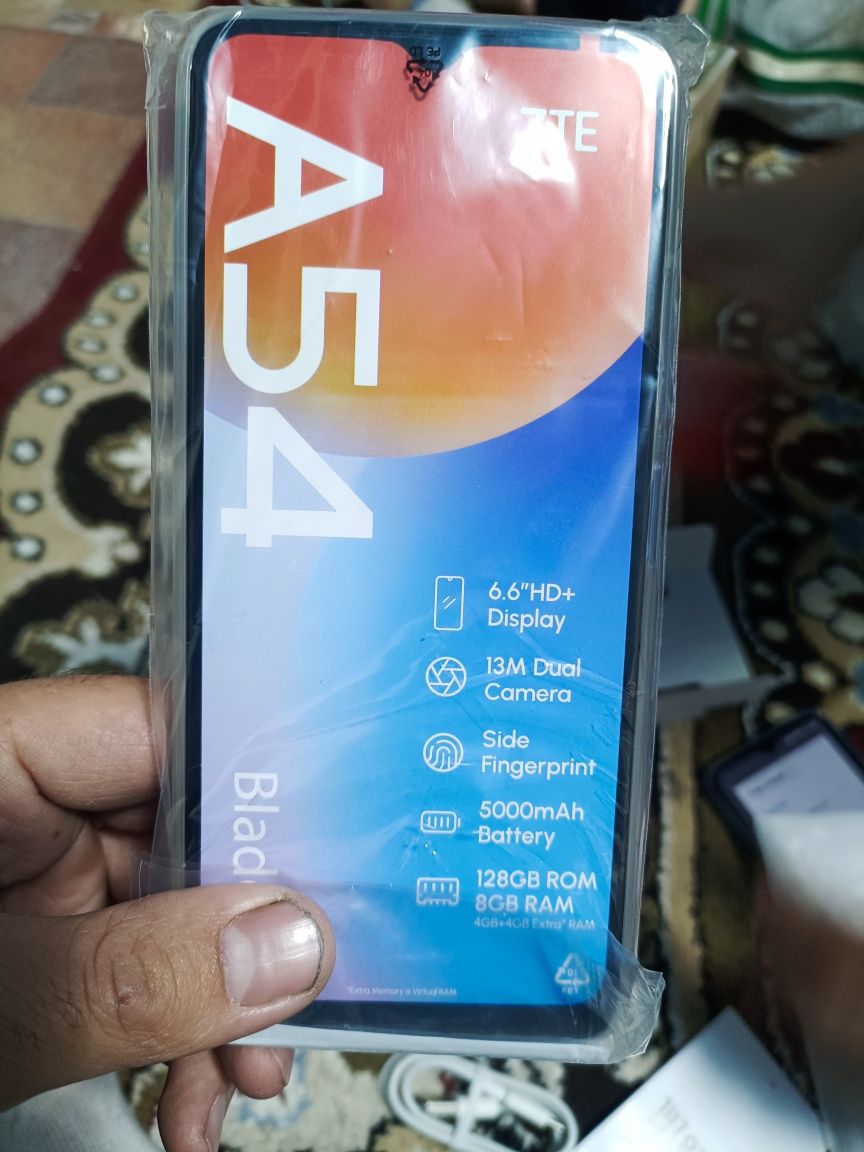 ZTE
A54
6.6"HD+
Display
13M Dual
Camera
Side
Fingerprint
5000mAh
Battery
128GB ROM
8GB RAM
4GB+4GB Extra* RAM
*Extra Memory is Virtual RAM